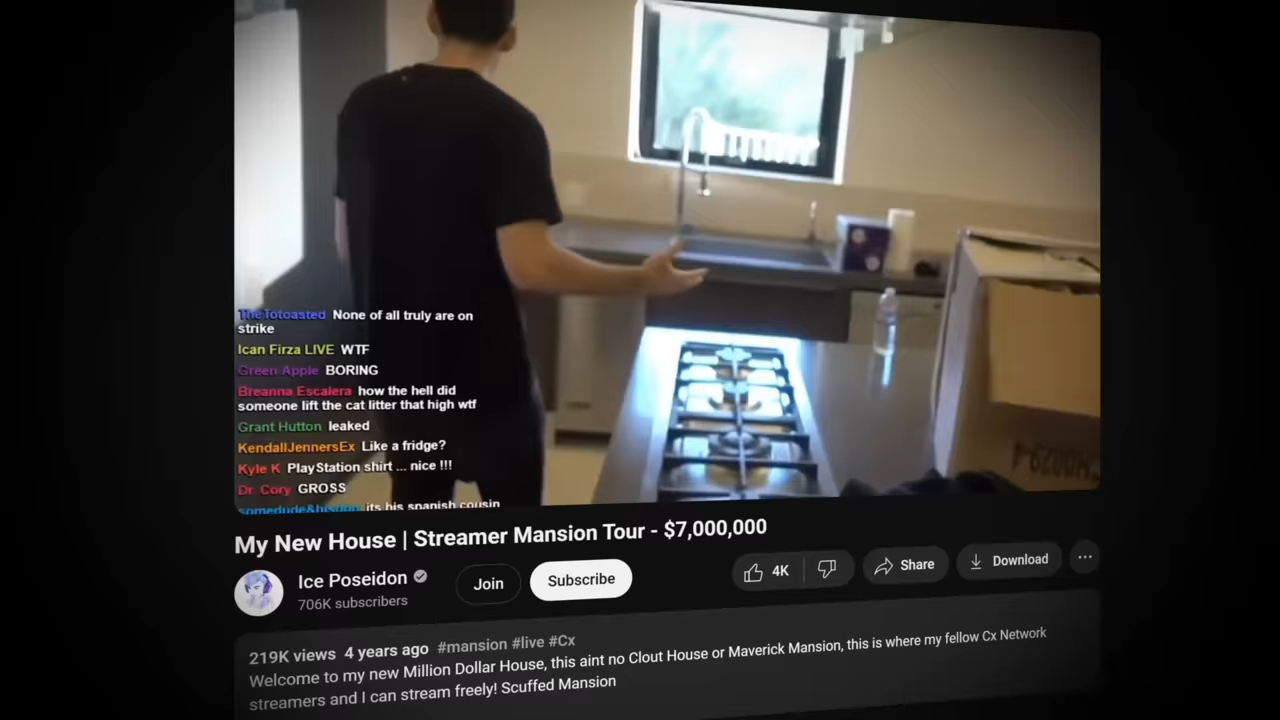 TheTotoasted None of all truly are on
strike
Ican Firza LIVE WTF
Green Apple BORING
Breanna Escalera how the hell did
someone lift the cat litter that high wtf
Grant Hutton leaked
KendallJennersEx Like a fridge?
Kyle K PlayStation shirt ... nice !!!
Dr. Cory GROSS
its his spanish cousin
My New House | Streamer Mansion Tour - $7,000,000
Ice Poseidon
706K subscribers
Join
Subscribe
4K
Share
Download
219K views 4 years ago #mansion #live #Cx
Welcome to my new Million Dollar House, this aint no Clout House or Maverick Mansion, this is where my fellow Cx Network
streamers and I can stream freely! Scuffed Mansion